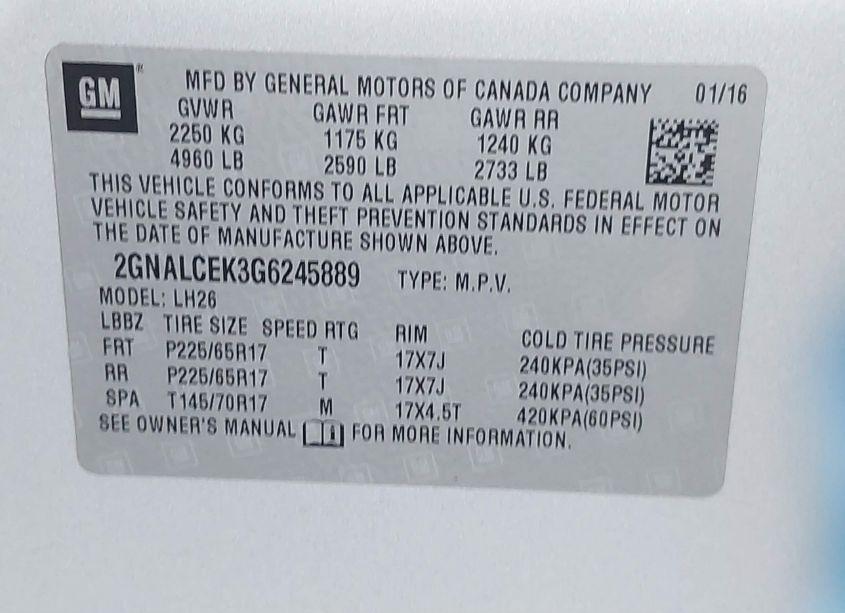 GM MFD BY GENERAL MOTORS OF CANADA COMPANY 01/16
GVWR GAWR FRT GAWR RR
2250 KG 1175 KG 1240 KG
4960 LB 2590 LB 2733 LB
THIS VEHICLE CONFORMS TO ALL APPLICABLE U.S. FEDERAL MOTOR
VEHICLE SAFETY AND THEFT PREVENTION STANDARDS IN EFFECT ON
THE DATE OF MANUFACTURE SHOWN ABOVE.
2GNALCEK3G6245889 TYPE: M.P.V.
MODEL: LH26
LBBZ TIRE SIZE SPEED RTG RIM COLD TIRE PRESSURE
FRT P225/65R17 T 17X7J 240KPA(35PSI)
RR P225/65R17 T 17X7J 240KPA(35PSI)
SPA T145/70R17 M 17X4.5T 420KPA(60PSI)
SEE OWNER'S MANUAL FOR MORE INFORMATION.